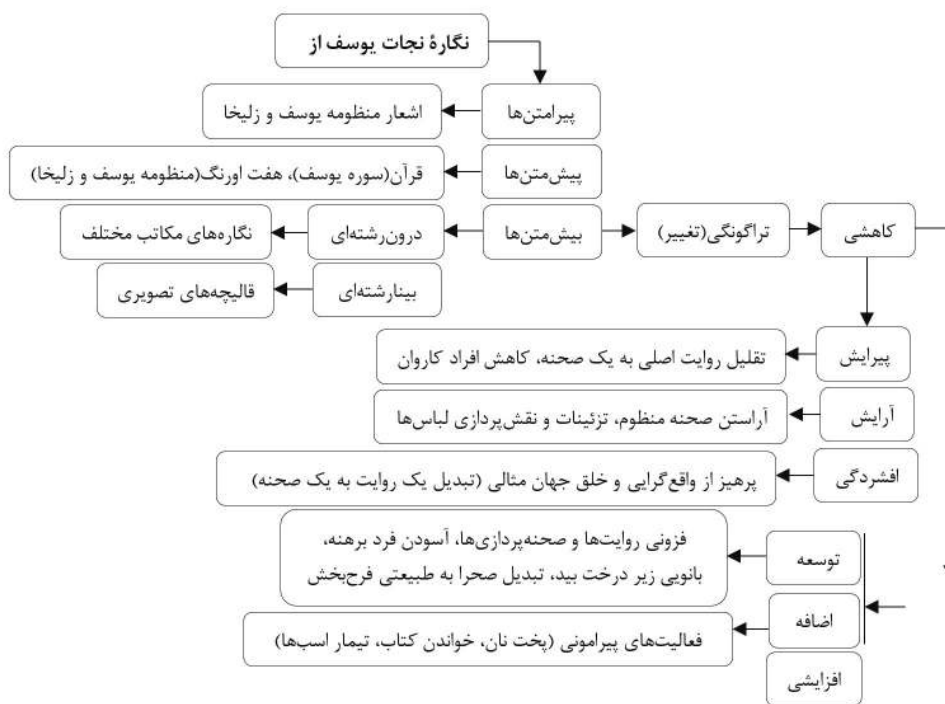 نگارهٔ نجات یوسف از
پیرامتن‌ها
اشعار منظومه یوسف و زلیخا
پیش‌متن‌ها
قرآن(سوره یوسف)، هفت اورنگ(منظومه یوسف و زلیخا)
کاهشی
تراگونگی(تغییر)
بیش‌متن‌ها
درون‌رشته‌ای
نگاره‌های مکاتب مختلف
بینارشته‌ای
قالیچه‌های تصویری
پیرایش
تقلیل روایت اصلی به یک صحنه، کاهش افراد کاروان
آرایش
آراستن صحنه منظوم، تزئینات و نقش‌پردازی لباس‌ها
افشردگی
پرهیز از واقع‌گرایی و خلق جهان مثالی (تبدیل یک روایت به یک صحنه)
توسعه
فزونی روایت‌ها و صحنه‌پردازی‌ها، آسودن فرد برهنه،
بانویی زیر درخت بید، تبدیل صحرا به طبیعتی فرح‌بخش
اضافه
فعالیت‌های پیرامونی (پخت نان، خواندن کتاب، تیمار اسب‌ها)
افزایشی